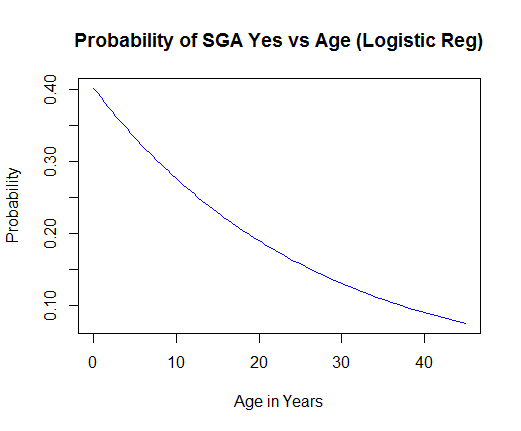 Probability of SGA Yes vs Age (Logistic Reg)
0.40
0.30
0.20
0.10
Probability
0 10 20 30 40
Age in Years